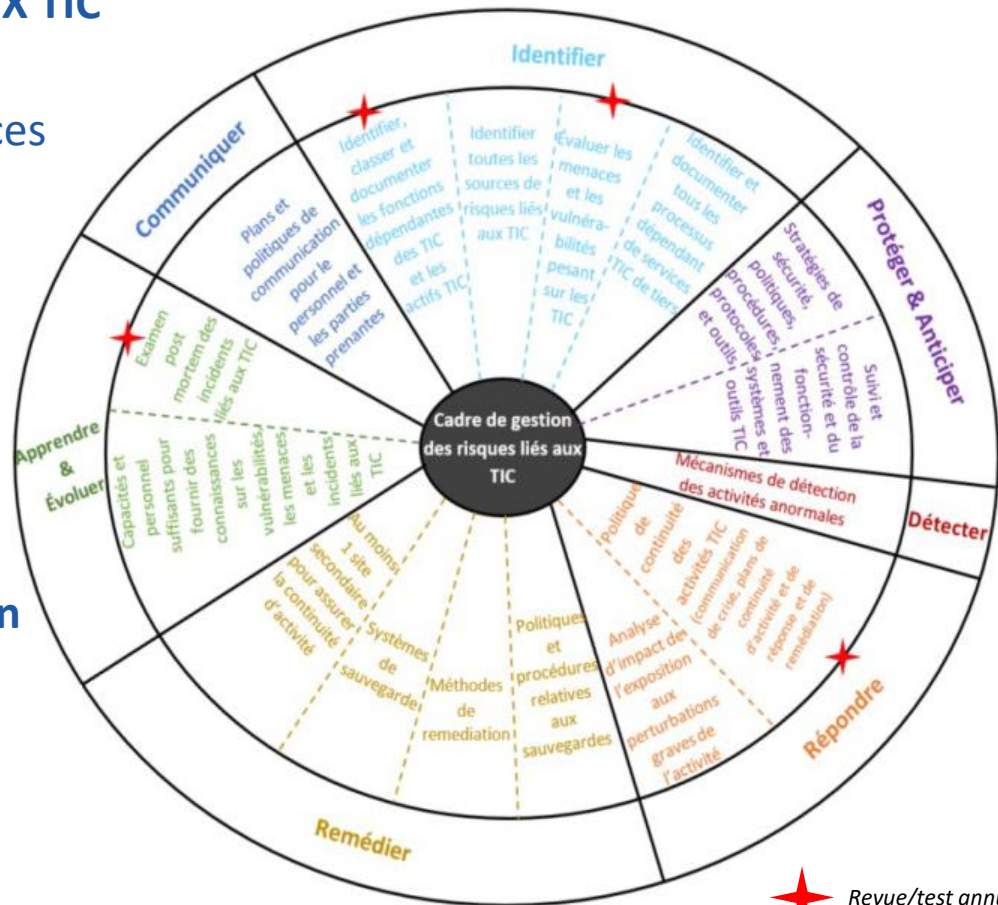 X TIC
ces
n
Identifier
Identifier,
classer et
documenter
les fonctions
dépendantes
des TIC
et les
actifs TIC
Identifier
toutes les
sources de
risques liés
aux TIC
Évaluer les
menaces
et les
vulnéra-
bilités
pesant
sur les
TIC
Identifier et
documenter
tous les
processus
dépendant
de services
TIC de tiers
Protéger & Anticiper
Stratégies de
sécurité,
politiques,
procédures,
protocoles
et outils
Suivi et
contrôle de la
sécurité et du
fonction-
nement des
systèmes et
outils TIC
Détecter
Mécanismes de détection
des activités anormales
Répondre
Politique
de
continuité
des
activités TIC
(communication
de crise, plans de
continuité
d'activité et de
réponse et de
remédiation)
Analyse
d'impact de
l'exposition
aux
perturbations
graves de
l'activité
Remédier
Politiques
et
procédures
relatives
aux
sauvegardes
Méthodes
de
remediation
Systèmes
de
sauvegarde
Au moins
1 site
secondaire
pour assurer
la continuité
d'activité
Apprendre
&
Évoluer
Capacités et
personnel
suffisants pour
fournir des
connaissances
sur les
vulnérabilités,
les menaces
et les
incidents
liés aux
TIC
Examen
post
mortem des
incidents
liés aux TIC
Communiquer
Plans et
politiques de
communication
pour le
personnel et
les parties
prenantes
Cadre de gestion
des risques liés aux
TIC
Revue/test ann